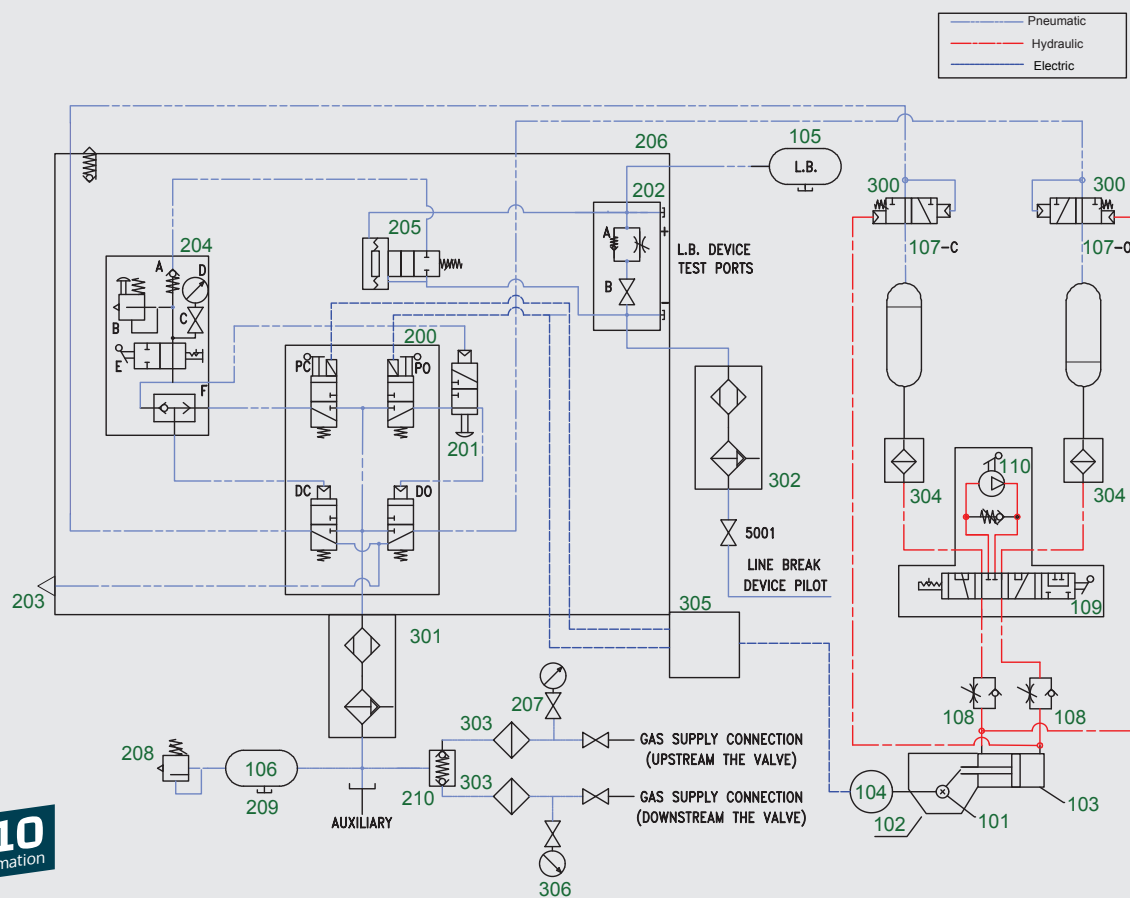 Pneumatic
Hydraulic
Electric
206
105
L.B.
202
A
+
B
-
L.B. DEVICE
TEST PORTS
300
107-C
300
107-O
205
204
A
D
B
C
E
F
200
PC
PO
201
DC
DO
302
5001
LINE BREAK
DEVICE PILOT
304
110
304
109
203
305
301
108
108
207
303
GAS SUPPLY CONNECTION
(UPSTREAM THE VALVE)
208
106
209
210
303
GAS SUPPLY CONNECTION
(DOWNSTREAM THE VALVE)
AUXILIARY
104
102
101
103
306
10
mation